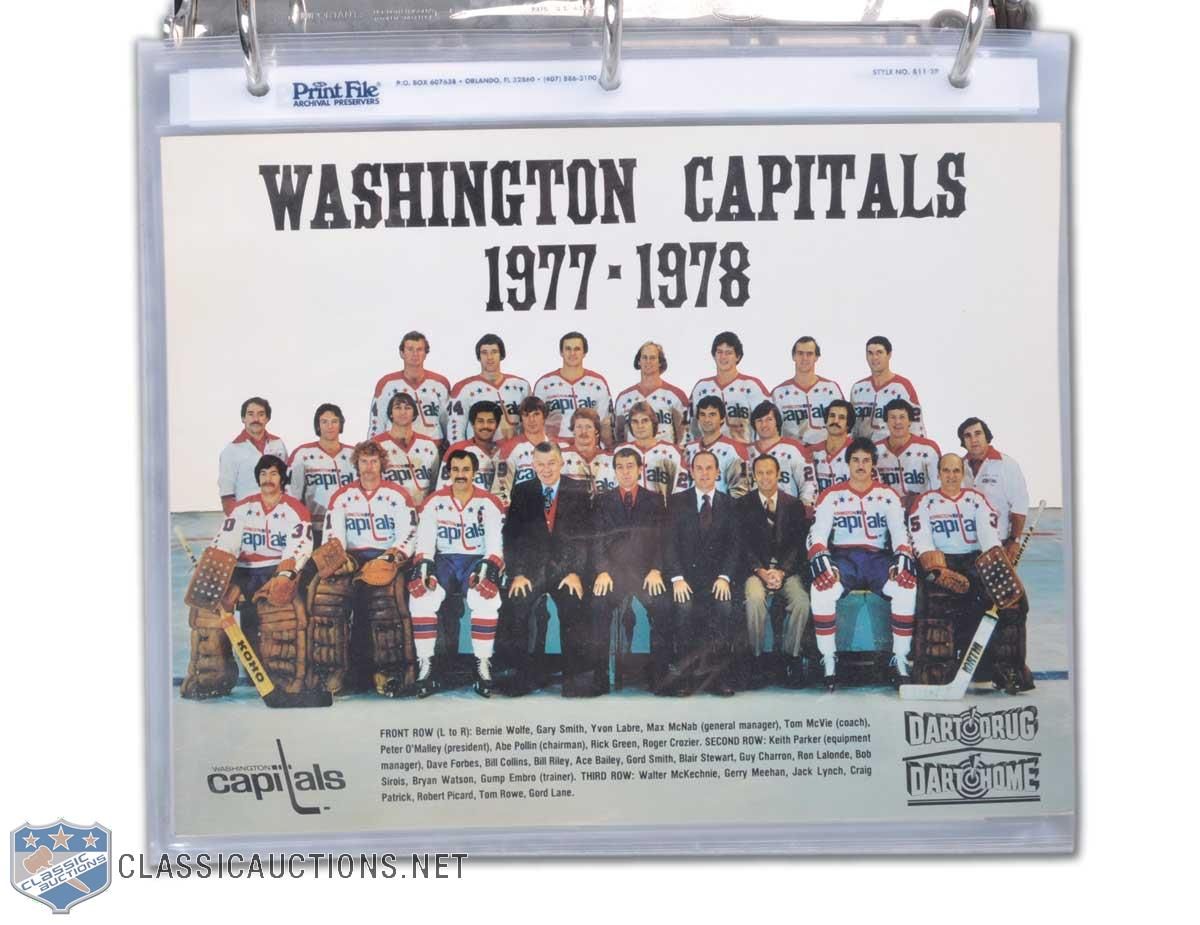 IMPORTANT:
PATS. U.S.
Print File®
ARCHIVAL PRESERVERS
P.O. BOX 607638 • ORLANDO, FL 32860 • (407) 886-3100
STYLE NO. 811-2P
WASHINGTON CAPITALS
1977-1978
capitals
KOHO
FRONT ROW (L to R): Bernie Wolfe, Gary Smith, Yvon Labre, Max McNab (general manager), Tom McVie (coach),
Peter O'Malley (president), Abe Pollin (chairman), Rick Green, Roger Crozier. SECOND ROW: Keith Parker (equipment
manager), Dave Forbes, Bill Collins, Bill Riley, Ace Bailey, Gord Smith, Blair Stewart, Guy Charron, Ron Lalonde, Bob
Sirois, Bryan Watson, Gump Embro (trainer). THIRD ROW: Walter McKechnie, Gerry Meehan, Jack Lynch, Craig
Patrick, Robert Picard, Tom Rowe, Gord Lane.
WASHINGTON
capitals
DART DRUG
DART HOME
CLASSIC
AUCTIONS
CLASSICAUCTIONS.NET